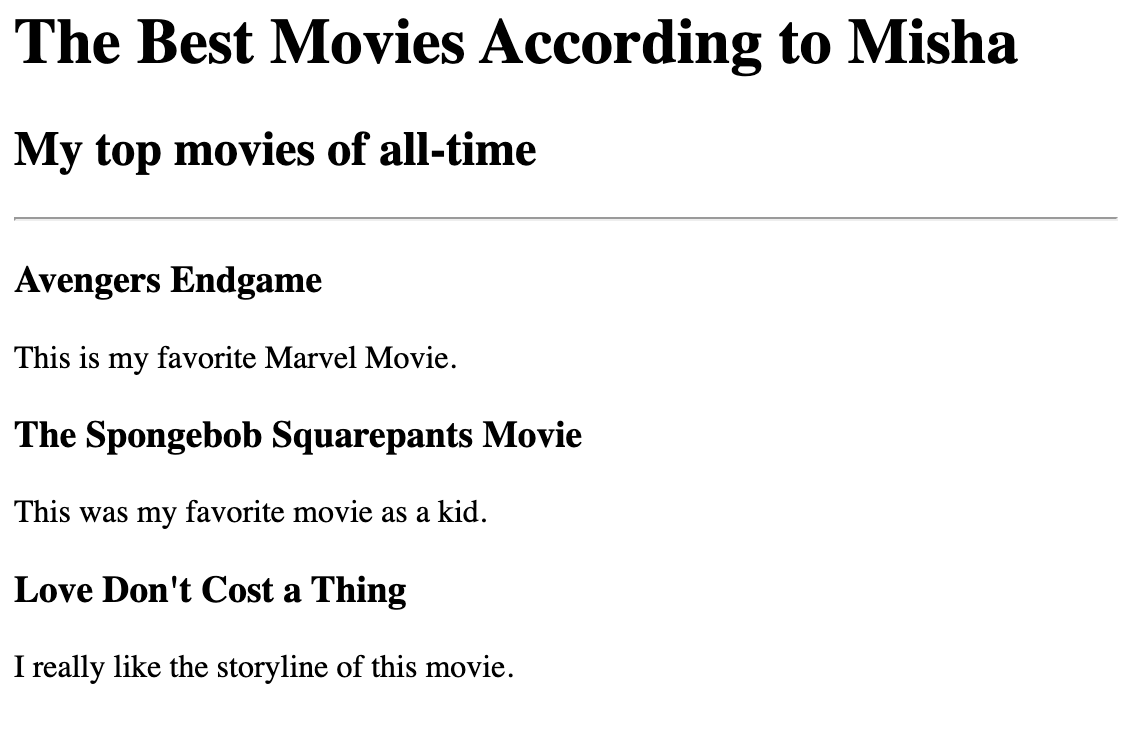 The Best Movies According to Misha
My top movies of all-time
Avengers Endgame
This is my favorite Marvel Movie.
The Spongebob Squarepants Movie
This was my favorite movie as a kid.
Love Don't Cost a Thing
I really like the storyline of this movie.